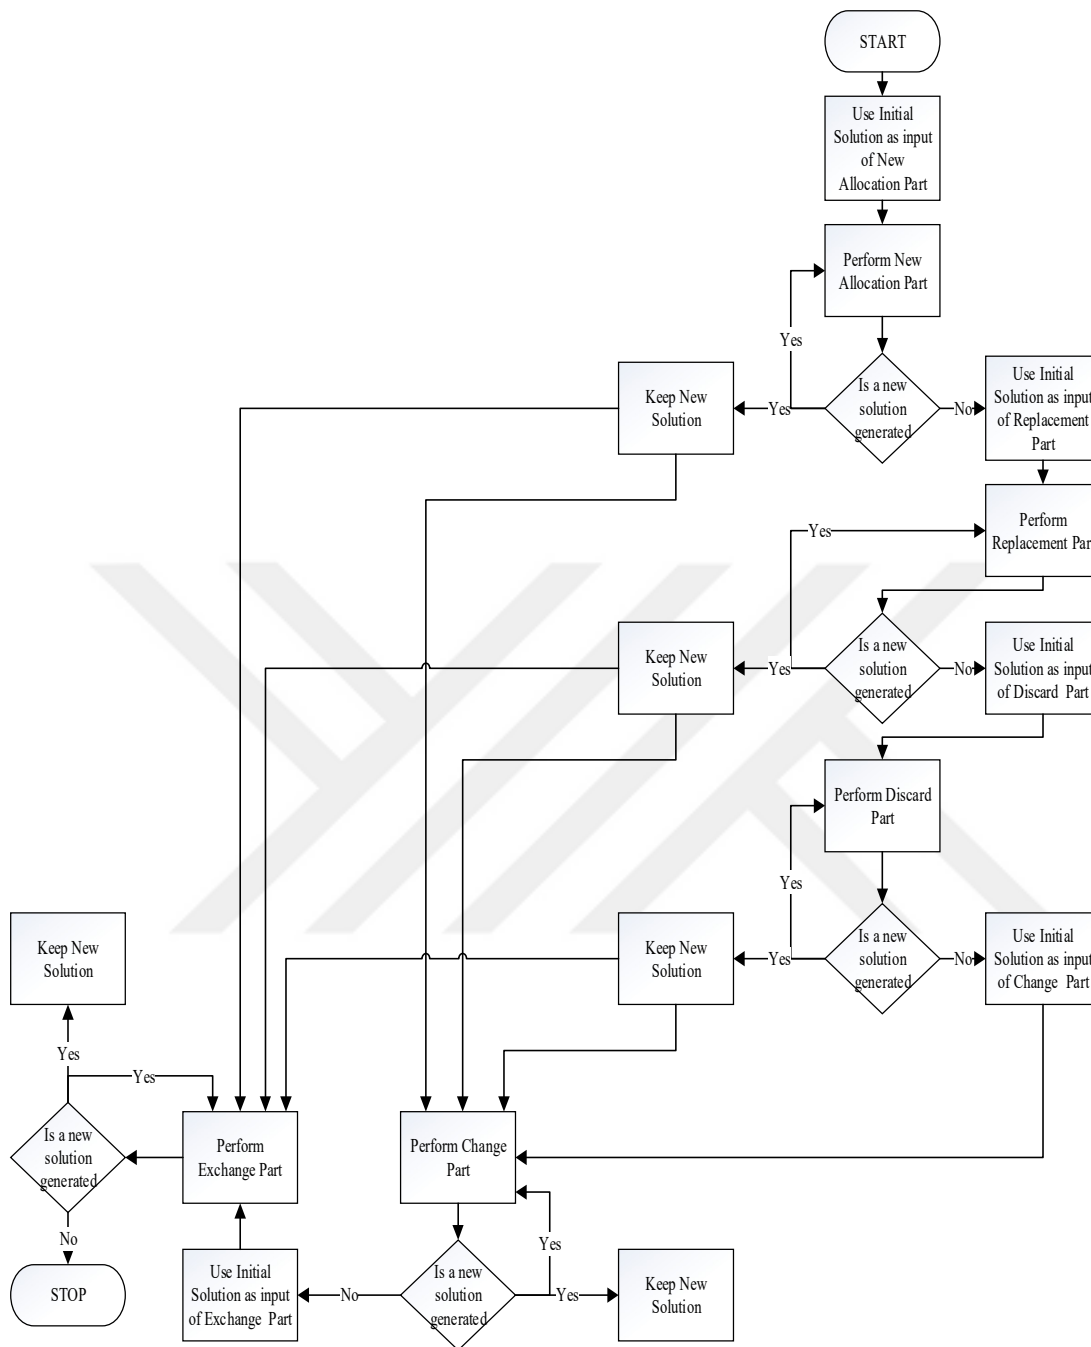 START
Use Initial
Solution as input
of New
Allocation Part
Perform New
Allocation Part
Yes
Keep New
Solution
Yes
Is a new
solution
generated
No
Use Initial
Solution as input
of Replacement
Part
Perform
Replacement Par
Yes
Keep New
Solution
Yes
Is a new
solution
generated
No
Use Initial
Solution as input
of Discard Part
Perform Discard
Part
Yes
Keep New
Solution
Yes
Is a new
solution
generated
No
Use Initial
Solution as input
of Change Part
Keep New
Solution
Yes
Yes
Is a new
solution
generated
Perform
Exchange Part
Perform Change
Part
No
STOP
Use Initial
Solution as input
of Exchange Part
No
Is a new
solution
generated
Yes
Yes
Keep New
Solution